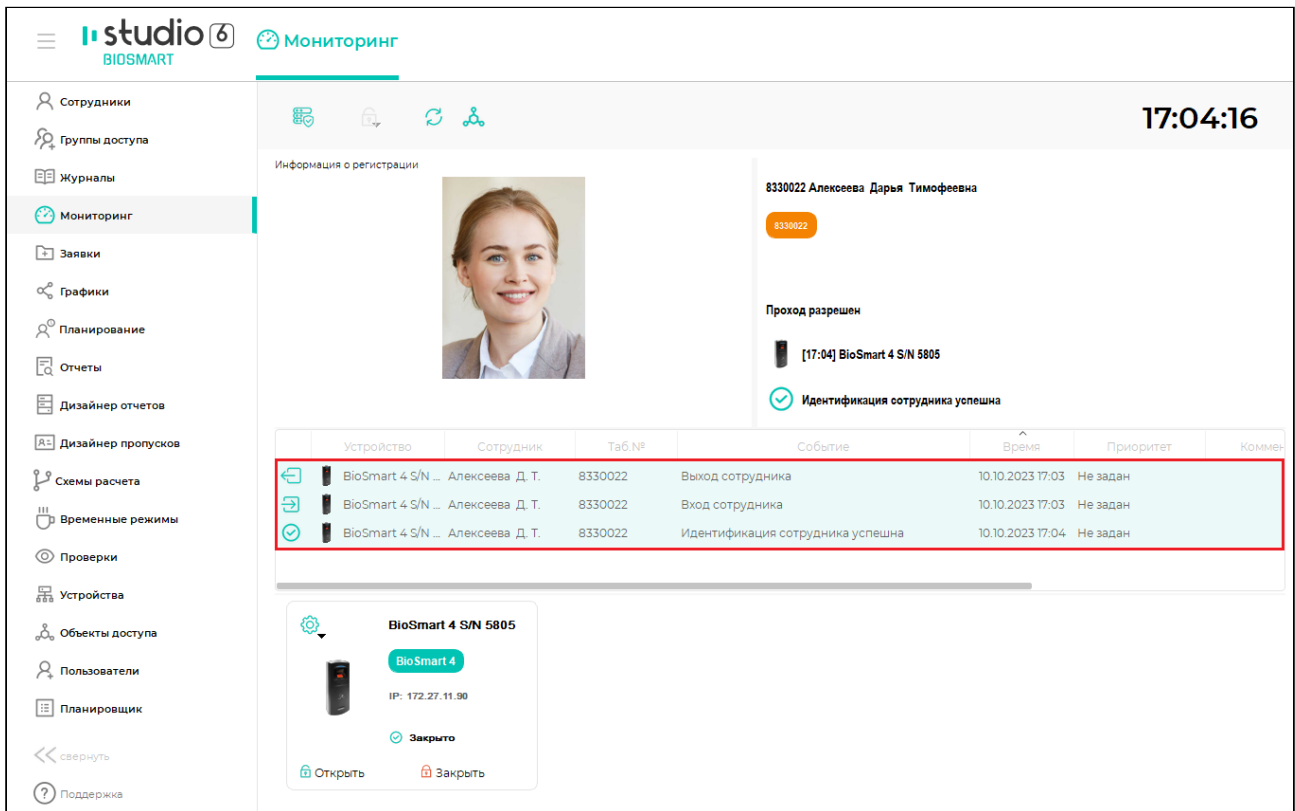 studio 6
BIOSMART
Мониторинг
Сотрудники
Группы доступа
Журналы
Мониторинг
Заявки
Графики
Планирование
Отчеты
Дизайнер отчетов
Дизайнер пропусков
Схемы расчета
Временные режимы
Проверки
Устройства
Объекты доступа
Пользователи
Планировщик
свернуть
Поддержка
17:04:16
Информация о регистрации
8330022 Алексеева Дарья Тимофеевна
8330022
Проход разрешен
[17:04] BioSmart 4 S/N 5805
Идентификация сотрудника успешна
Устройство Сотрудник Таб.№ Событие Время Приоритет Коммен
BioSmart 4 S/N ... Алексеева Д. Т. 8330022 Выход сотрудника 10.10.2023 17:03 Не задан
BioSmart 4 S/N ... Алексеева Д. Т. 8330022 Вход сотрудника 10.10.2023 17:03 Не задан
BioSmart 4 S/N ... Алексеева Д. Т. 8330022 Идентификация сотрудника успешна 10.10.2023 17:04 Не задан
BioSmart 4 S/N 5805
BioSmart 4
IP: 172.27.11.90
Закрыто
Открыть Закрыть